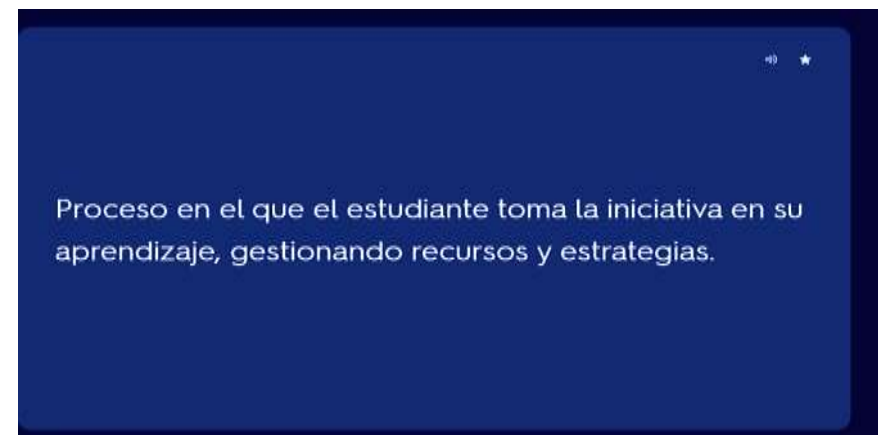 Proceso en el que el estudiante toma la iniciativa en su
aprendizaje, gestionando recursos y estrategias.